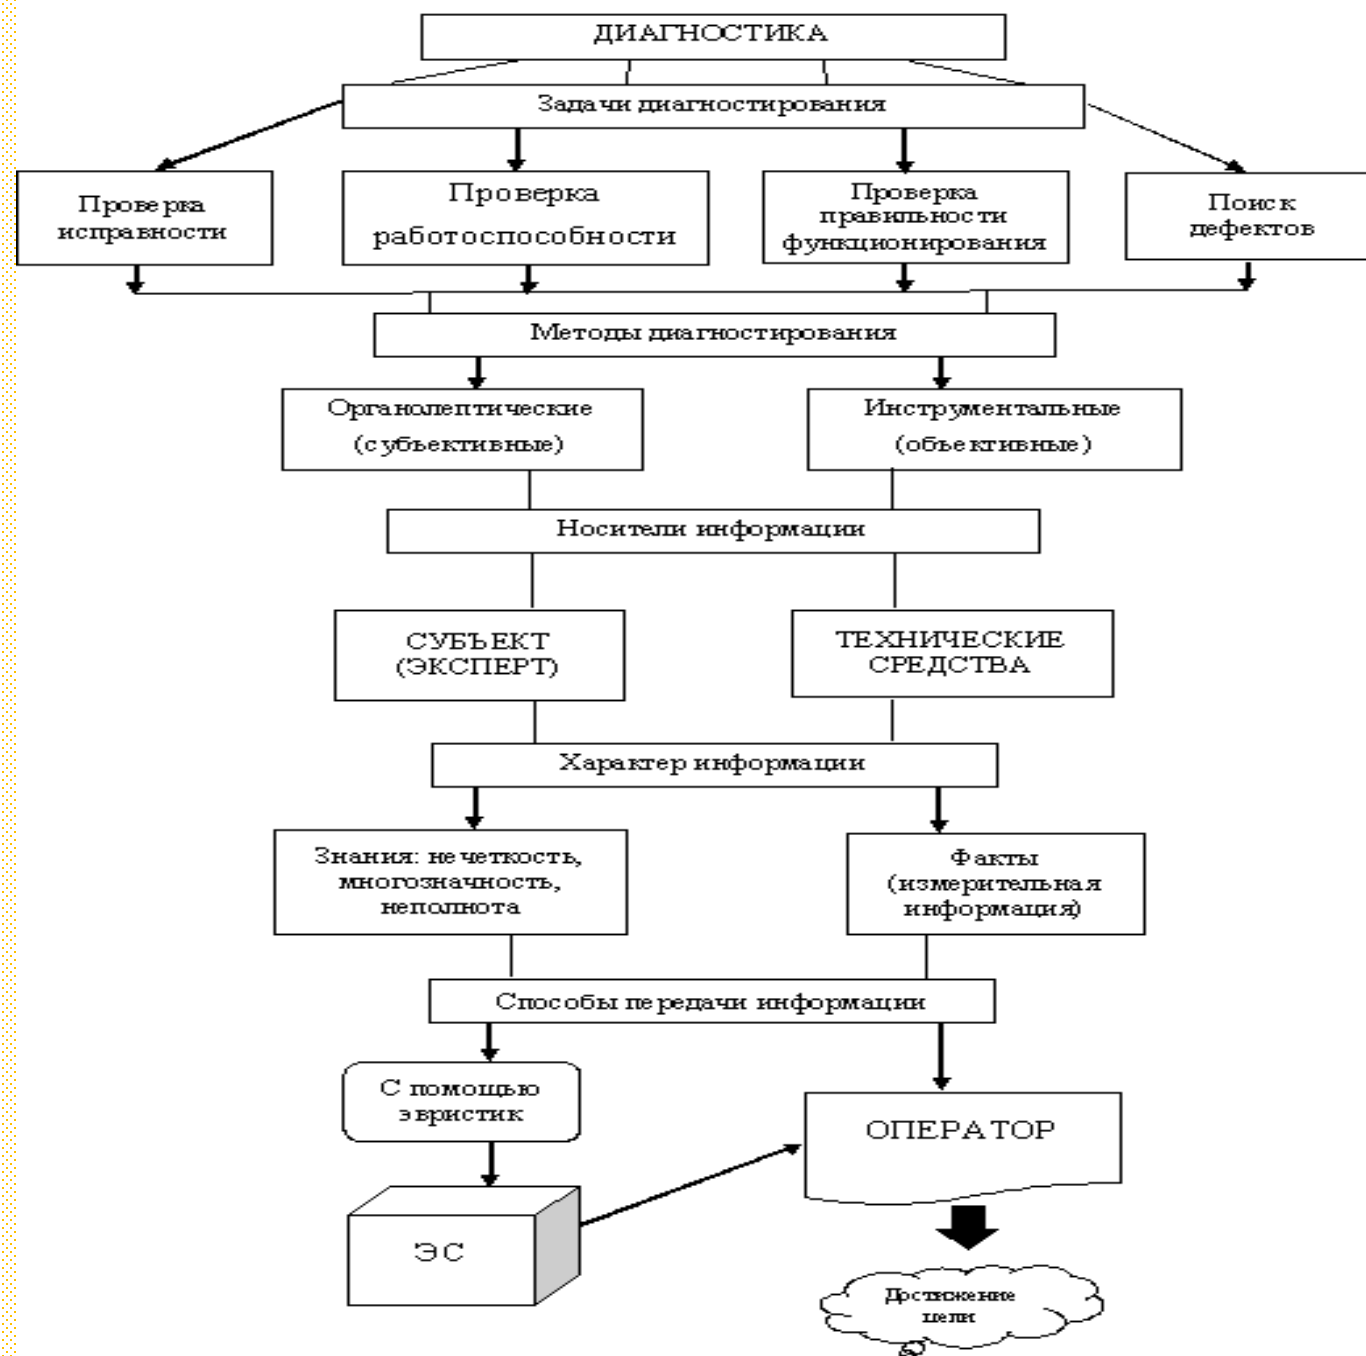 ДИАГНОСТИКА
Задачи диагностирования
Проверка
исправности
Проверка
работоспособности
Проверка
правильности
функционирования
Поиск
дефектов
Методы диагностирования
Органолептические
(субъективные)
Инструментальные
(объективные)
Носители информации
СУБЪЕКТ
(ЭКСПЕРТ)
ТЕХНИЧЕСКИЕ
СРЕДСТВА
Характер информации
Знания: нечеткость,
многозначность,
неполнота
Факты
(измерительная
информация)
Способы передачи информации
С помощью
эвристик
ОПЕРАТОР
ЭС
Достижение
цели